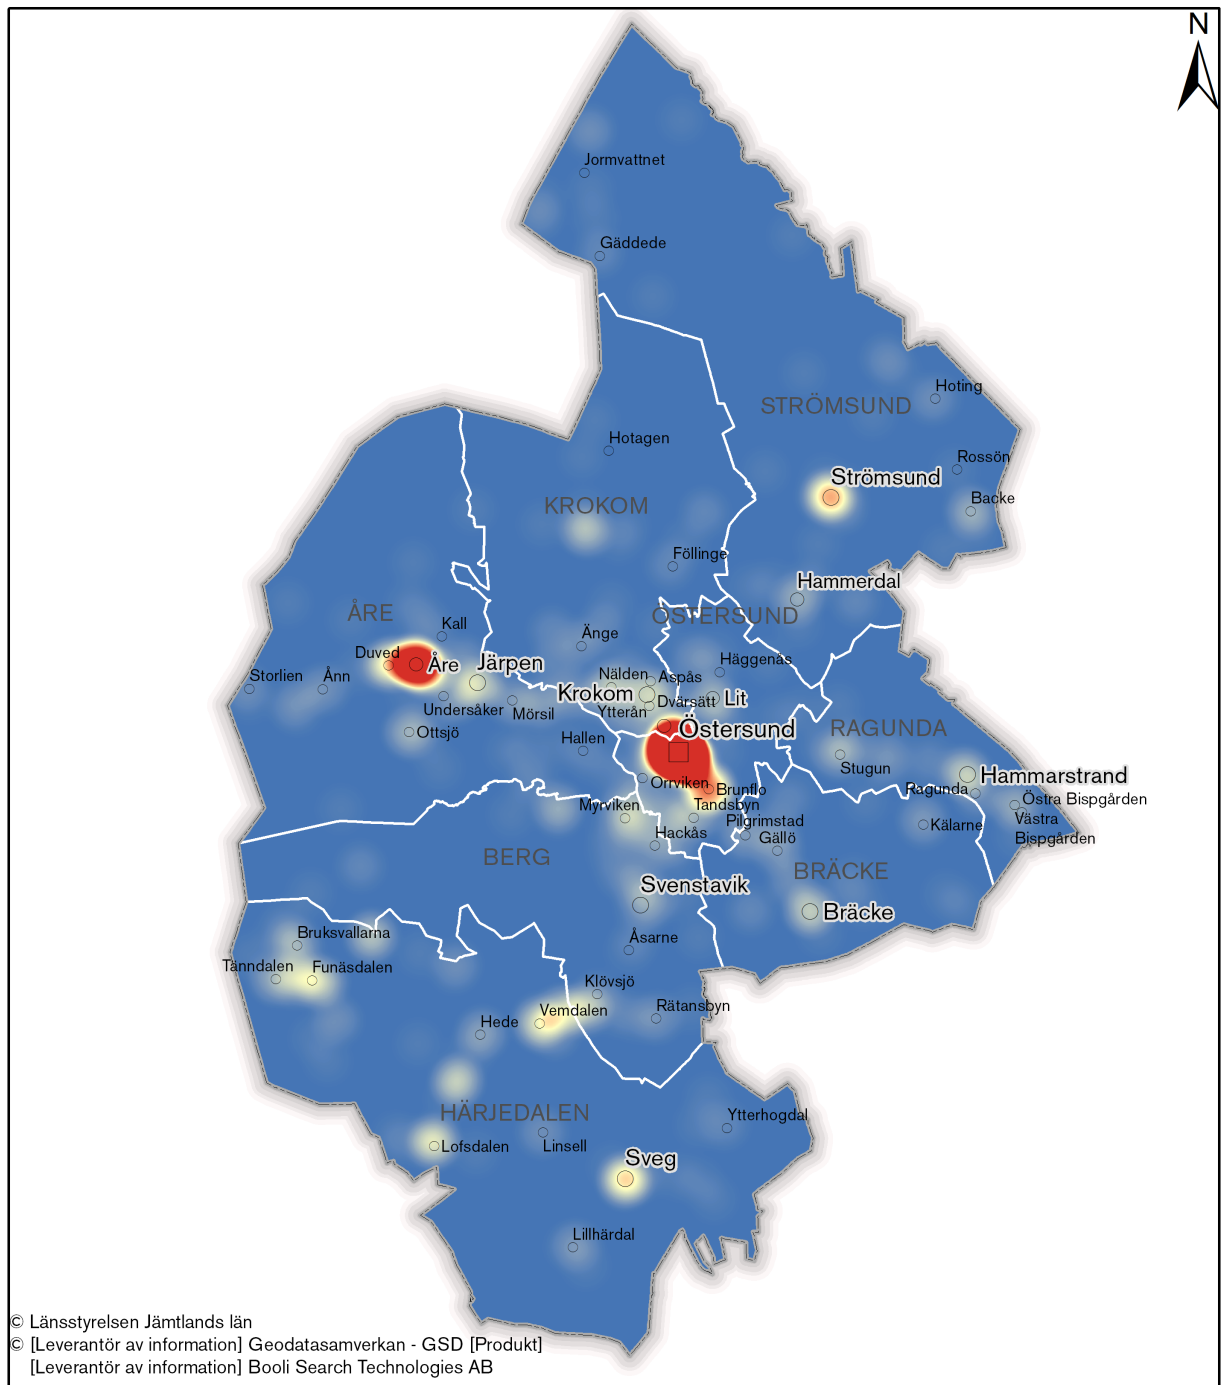 N
Jormvattnet
Gäddede
Hoting
STRÖMSUND
Hotagen
Rossön
Strömsund
Backe
KROKOM
Föllinge
Hammerdal
ÅRE
ÖSTERSUND
Kall
Änge
Duved
Åre
Järpen
Häggenås
Storlien
Ånn
Nälden
Aspås
Krokom
Lit
Dvärsätt
Undersåker
Mörsil
Ytterån
Ottsjö
Östersund
RAGUNDA
Hallen
Stugun
Hammarstrand
Orrviken
Brunflo
Ragunda
Östra Bispgården
Myrviken
Tandsbyn
Pilgrimstad
Kälarne
Västra
Bispgården
Hackås
Gällö
BERG
BRÄCKE
Svenstavik
Bräcke
Bruksvallarna
Åsarne
Tänndalen
Funäsdalen
Klövsjö
Vemdalen
Rätansbyn
Hede
HÄRJEDALEN
Ytterhogdal
Lofsdalen
Linsell
Sveg
Lillhärdal
© Länsstyrelsen Jämtlands län
© [Leverantör av information] Geodatasamverkan - GSD [Produkt]
[Leverantör av information] Booli Search Technologies AB